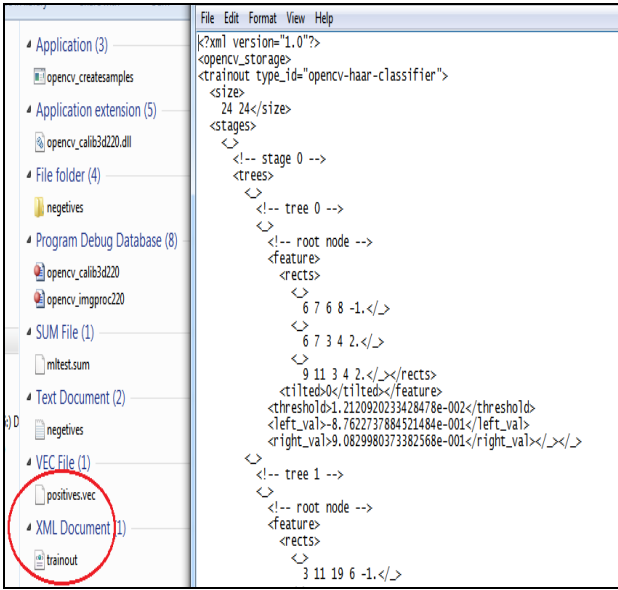 Application (3)
opencv_createsamples
Application extension (5)
opencv_calib3d220.dll
File folder (4)
negetives
Program Debug Database (8)
opencv_calib3d220
opencv_imgproc220
SUM File (1)
mltest.sum
Text Document (2)
negetives
VEC File (1)
positives.vec
XML Document (1)
trainout
:) D
File Edit Format View Help
<?xml version="1.0"?>
<opencv_storage>
<trainout type_id="opencv-haar-classifier">
<size>
24 24</size>
<stages>
<_>
<!-- stage 0 -->
<trees>
<_>
<!-- tree 0 -->
<_>
<!-- root node -->
<feature>
<rects>
<_>
6 7 6 8 -1.</_>
<_>
6 7 3 4 2.</_>
<_>
9 11 3 4 2.</_></rects>
<tilted>0</tilted></feature>
<threshold>1.2120920233428478e-002</threshold>
<left_val>-8.7622737884521484e-001</left_val>
<right_val>9.0829980373382568e-001</right_val></_></_>
<_>
<!-- tree 1 -->
<_>
<!-- root node -->
<feature>
<rects>
<_>
3 11 19 6 -1.</_>